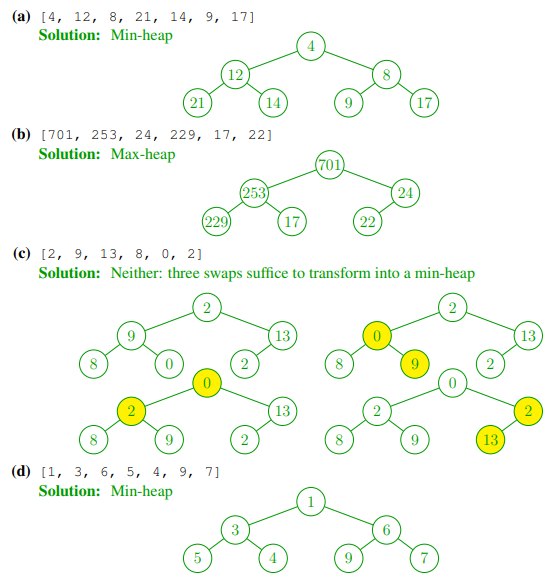 (a) [4, 12, 8, 21, 14, 9, 17]
Solution: Min-heap
4
12 8
21 14 9 17
(b) [701, 253, 24, 229, 17, 22]
Solution: Max-heap
701
253 24
229 17 22
(c) [2, 9, 13, 8, 0, 2]
Solution: Neither: three swaps suffice to transform into a min-heap
2
9 13
8 0 2
2
0 13
8 9 2
0
2 13
8 9 2
0
2 2
8 9 13
(d) [1, 3, 6, 5, 4, 9, 7]
Solution: Min-heap
1
3 6
5 4 9 7